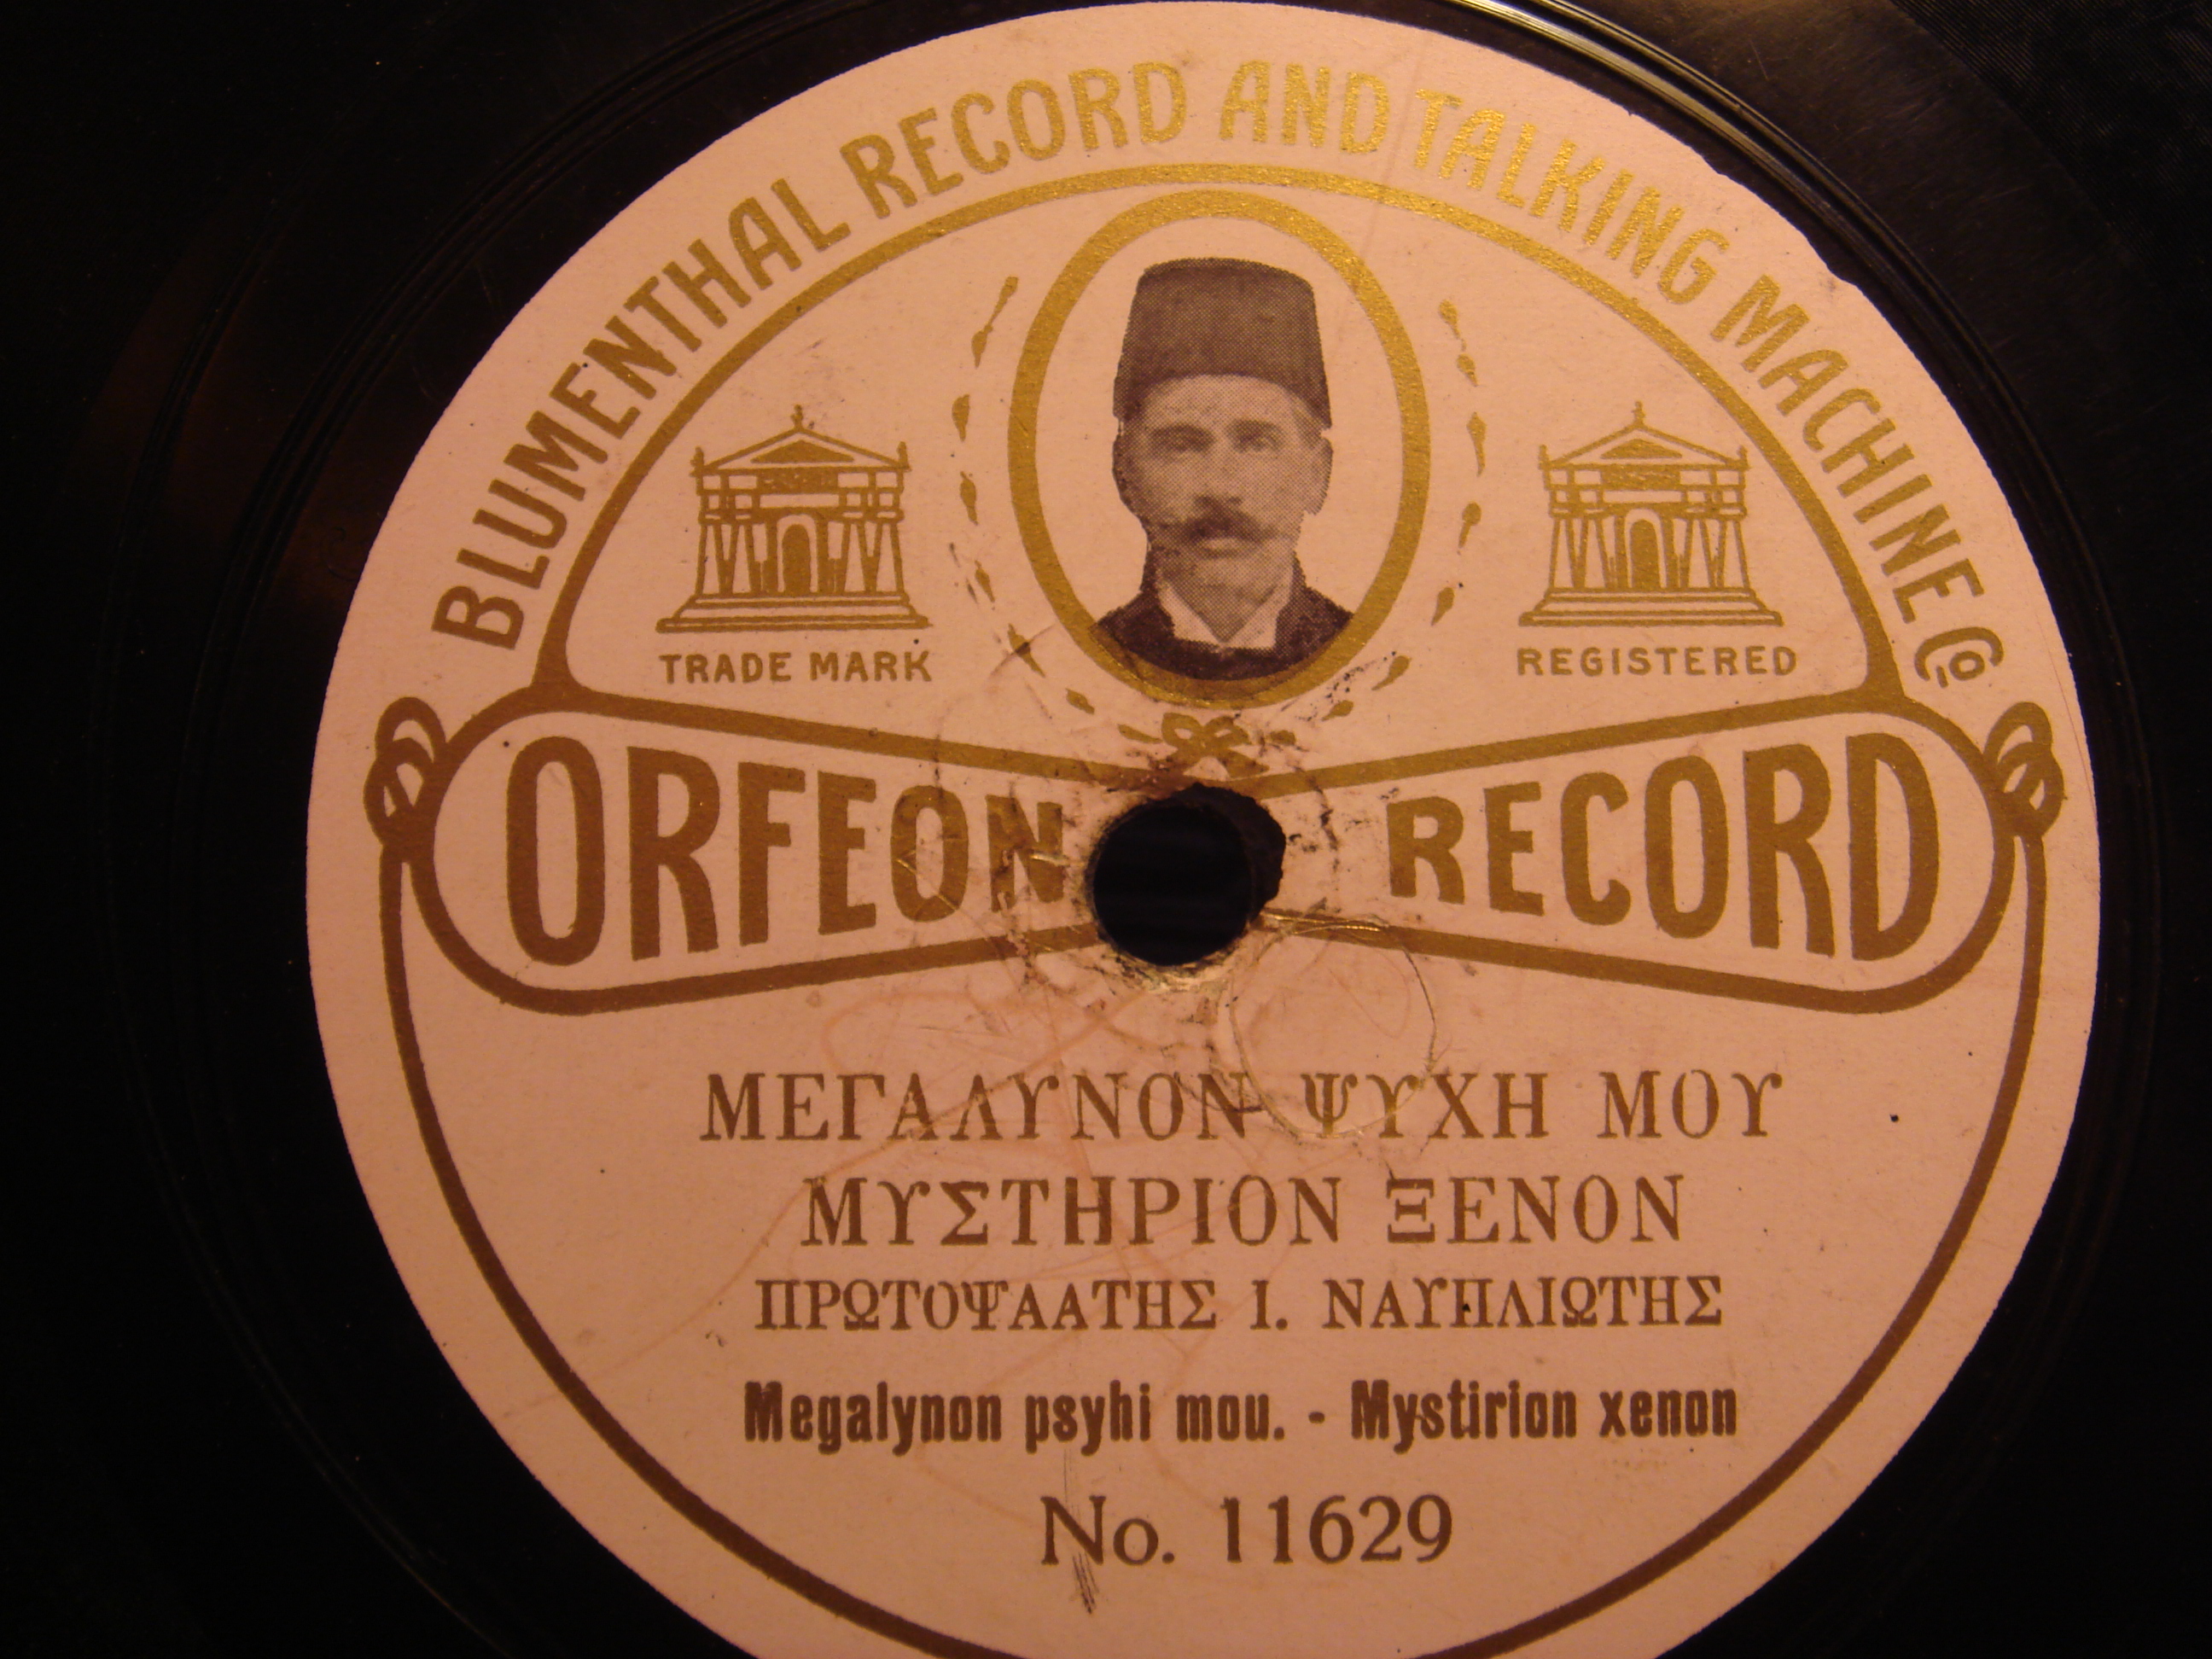 BLUMENTHAL RECORD AND TALKING MACHINE Co
TRADE MARK
REGISTERED
ORFEON RECORD
ΜΕΓΑΛΥΝΟΝ ΨΥΧΗ ΜΟΥ
ΜΥΣΤΗΡΙΟΝ ΞΕΝΟΝ
ΠΡΩΤΟΨΑΑΤΗΣ Ι. ΝΑΥΠΛΙΩΤΗΣ
Megalynon psyhi mou. - Mystirion xenon
No. 11629